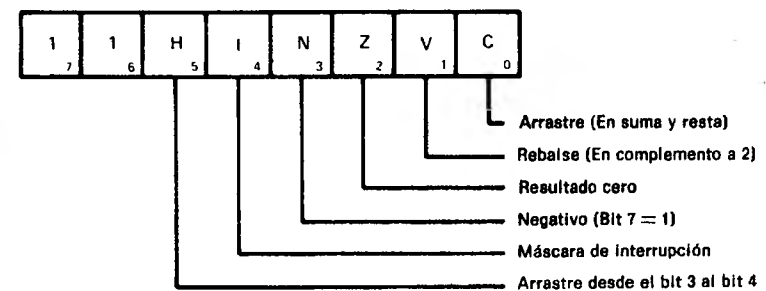 1 1 H I N Z V C
7 6 5 4 3 2 1 0
Arrastre (En suma y resta)
Rebalse (En complemento a 2)
Resultado cero
Negativo (Bit 7 = 1)
Máscara de interrupción
Arrastre desde el bit 3 al bit 4